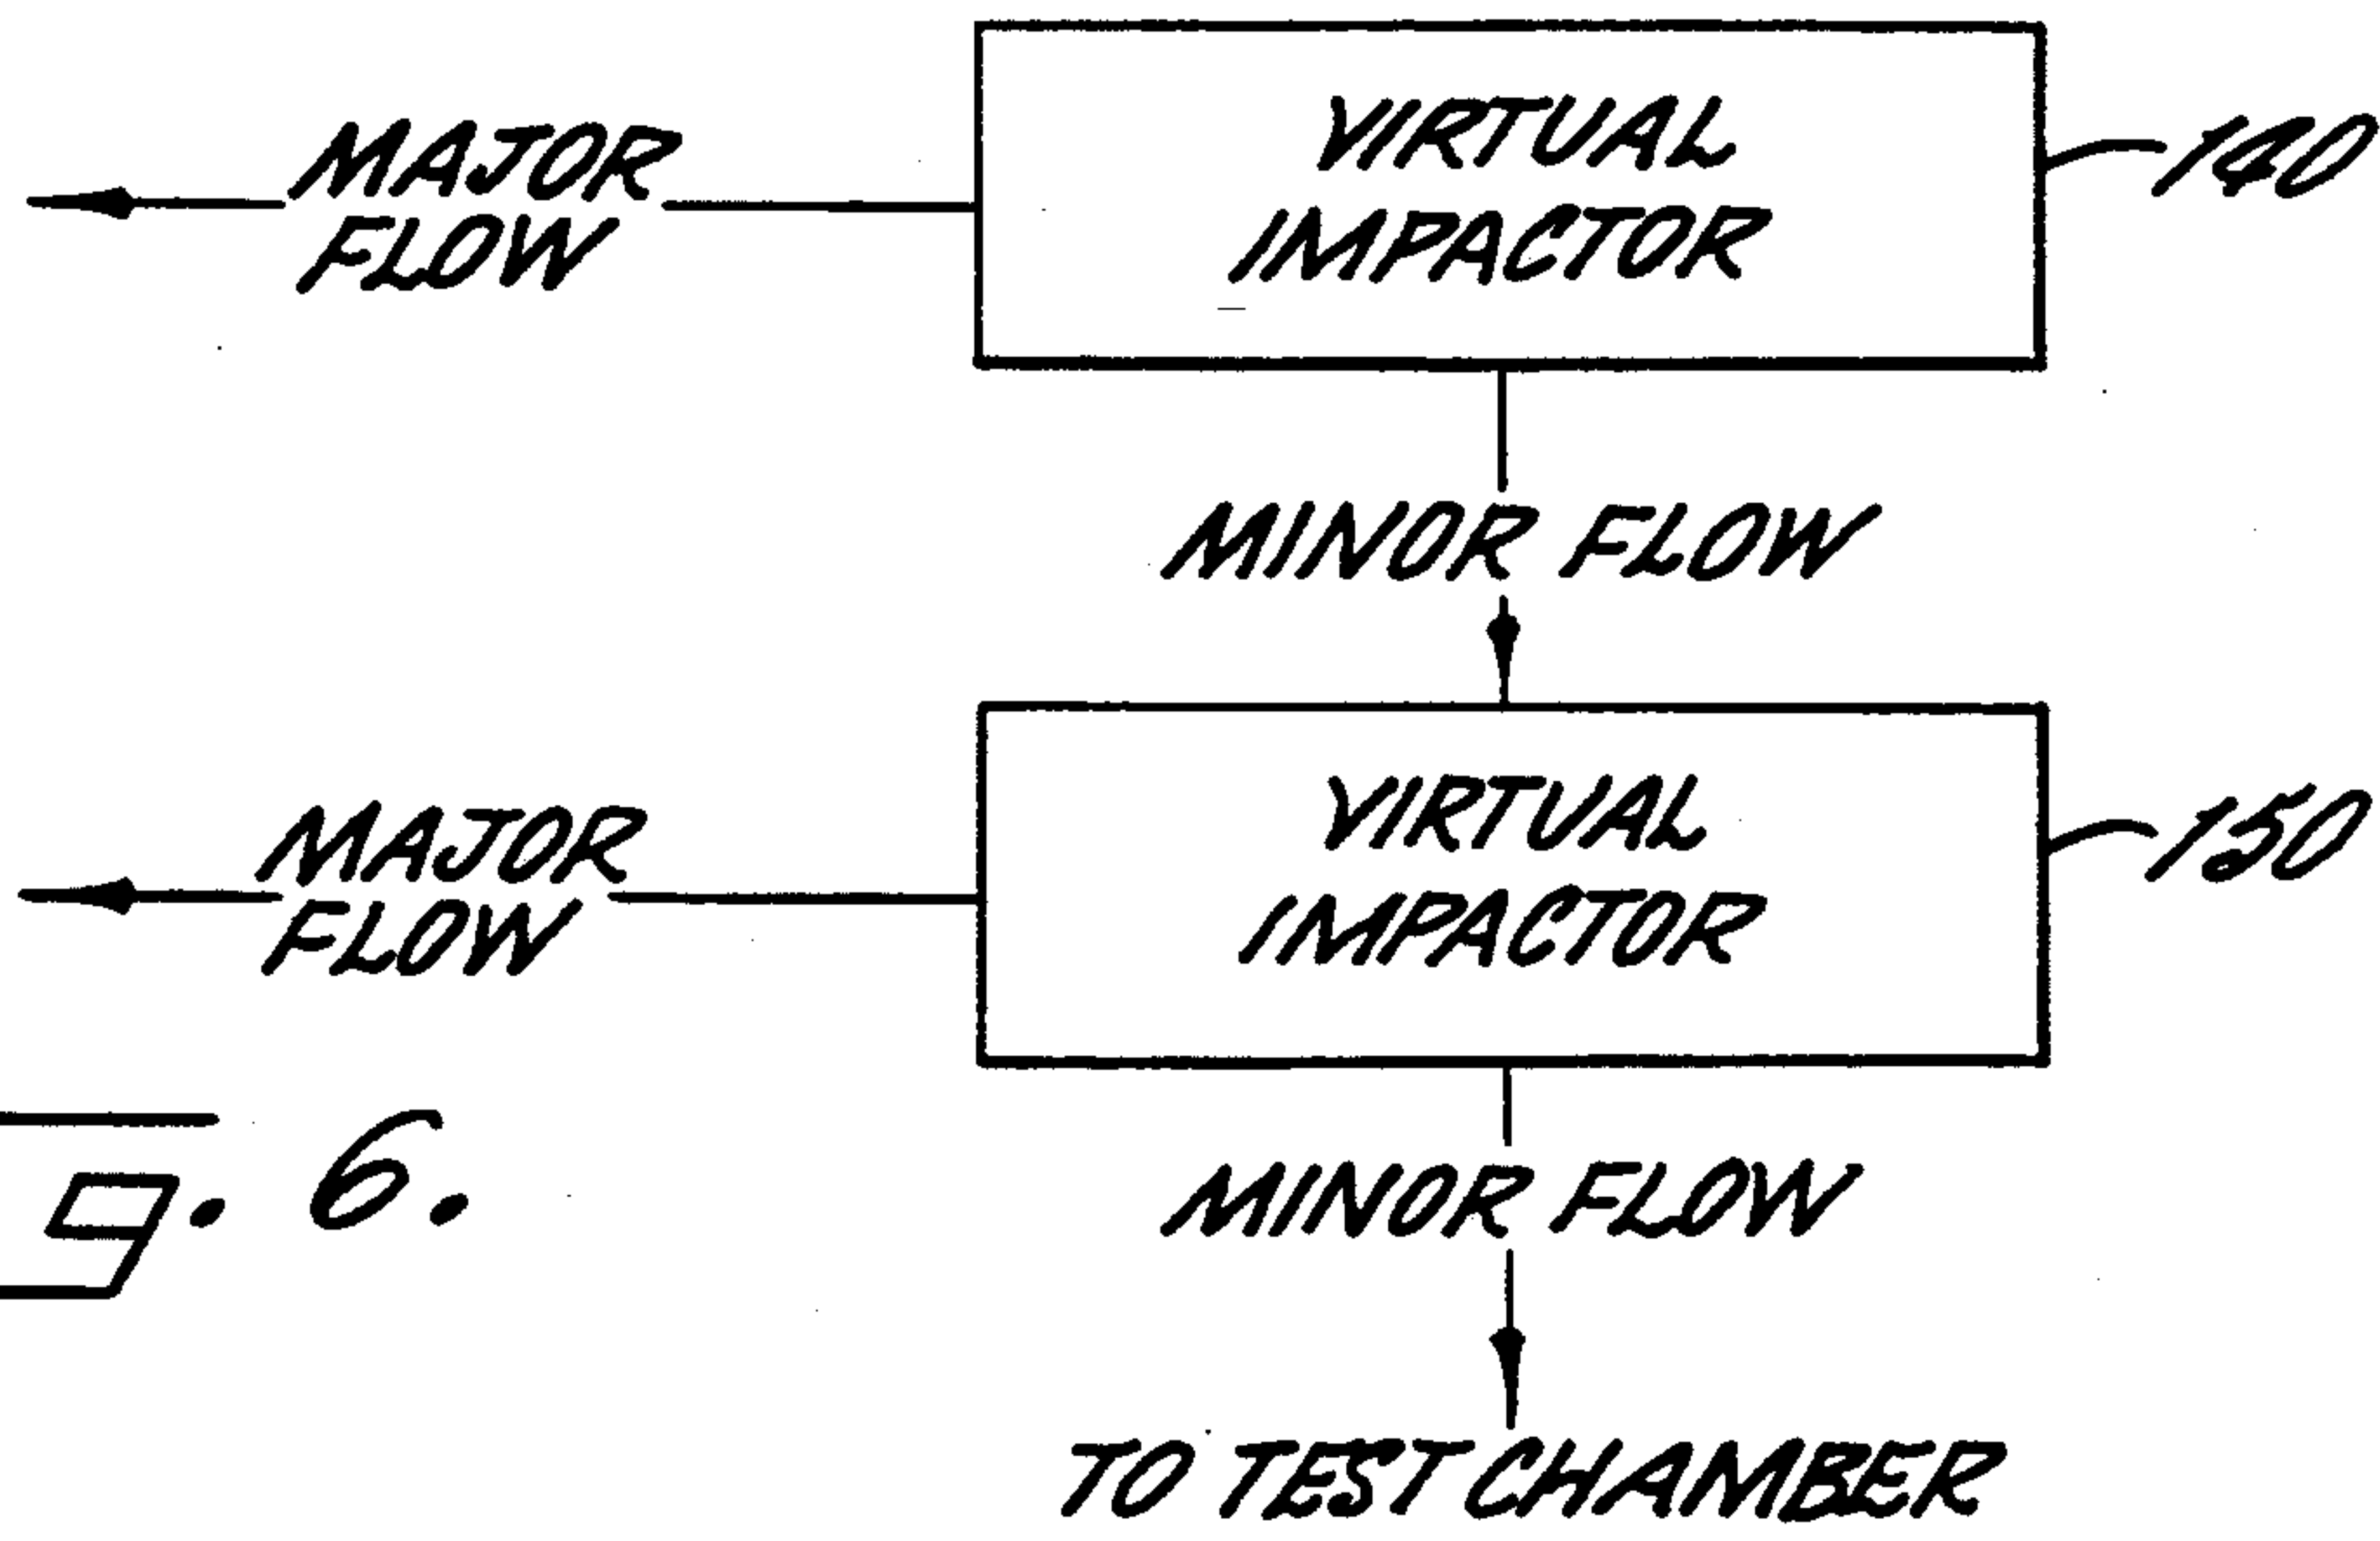 MAJOR
FLOW
VIRTUAL
IMPACTOR
140
MINOR FLOW
MAJOR
FLOW
VIRTUAL
IMPACTOR
150
g. 6.
MINOR FLOW
TO TEST CHAMBER